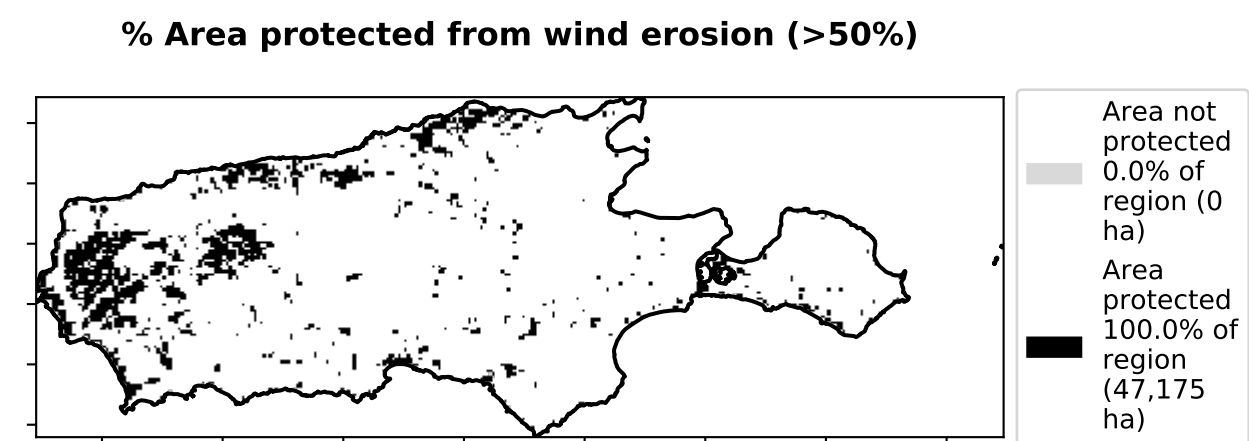 % Area protected from wind erosion (>50%)
Area not
protected
0.0% of
region (0
ha)
Area
protected
100.0% of
region
(47,175
ha)